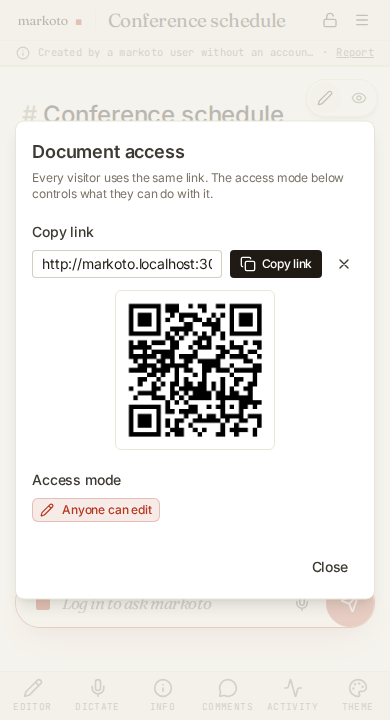 markoto
Conference schedule
Created by a markoto user without an accoun… · Report
# Conference schedule
Document access
Every visitor uses the same link. The access mode below
controls what they can do with it.
Copy link
http://markoto.localhost:30
Copy link
Access mode
Anyone can edit
Close
Log in to ask markoto
EDITOR
DICTATE
INFO
COMMENTS
ACTIVITY
THEME